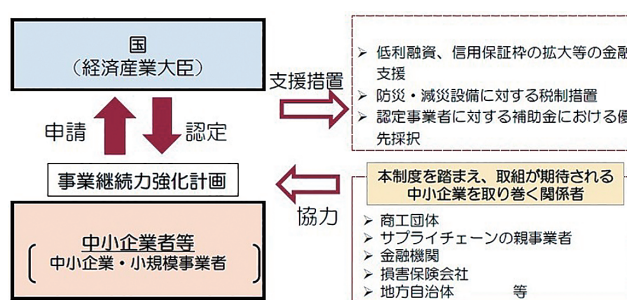 国
（経済産業大臣）
申請
認定
支援措置
➢ 低利融資、信用保証枠の拡大等の金融
支援
➢ 防災・減災設備に対する税制措置
➢ 認定事業者に対する補助金における優
先採択
事業継続力強化計画
中小企業者等
中小企業・小規模事業者
協力
本制度を踏まえ、取組が期待される
中小企業を取り巻く関係者
➢ 商工団体
➢ サプライチェーンの親事業者
➢ 金融機関
➢ 損害保険会社
➢ 地方自治体 等